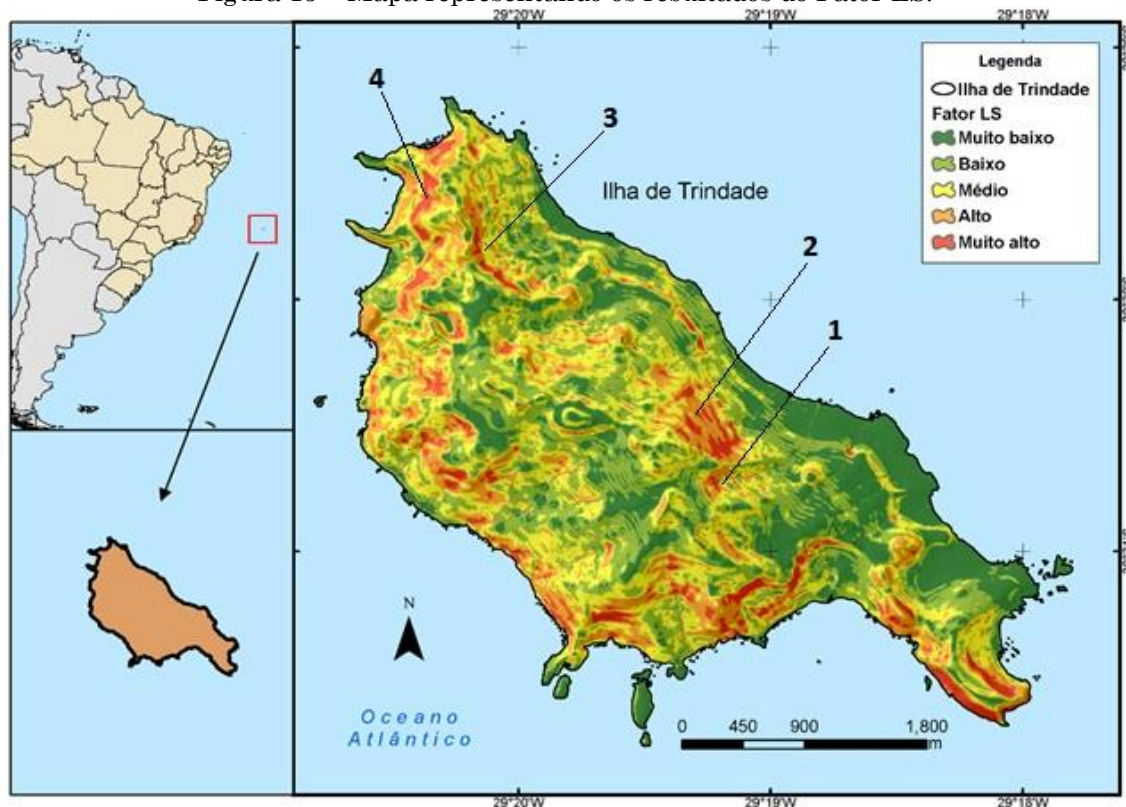 Figura 10 – Mapa representando os resultados do Fator LS.
29°20'W
29°19'W
29°18'W
Legenda
Ilha de Trindade
Fator LS
Muito baixo
Baixo
Médio
Alto
Muito alto
4
3
Ilha de Trindade
2
1
N
Oceano
Atlântico
0 450 900 1,800
m
29°20'W
29°19'W
29°18'W